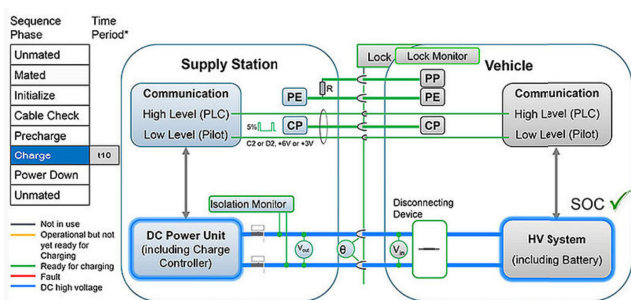 Sequence Phase
Time Period*
Unmated
Mated
Initialize
Cable Check
Precharge
Charge t10
Power Down
Unmated
Not in use
Operational but not yet ready for Charging
Ready for charging
Fault
DC high voltage
Supply Station
Communication
High Level (PLC)
Low Level (Pilot)
PE
R
5%
CP
C2 or D2, +6V or +3V
Lock
Lock Monitor
Vehicle
PP
PE
CP
Communication
High Level (PLC)
Low Level (Pilot)
Isolation Monitor
DC Power Unit
(including Charge Controller)
Vout
θ
Vin
Disconnecting Device
SOC
HV System
(including Battery)